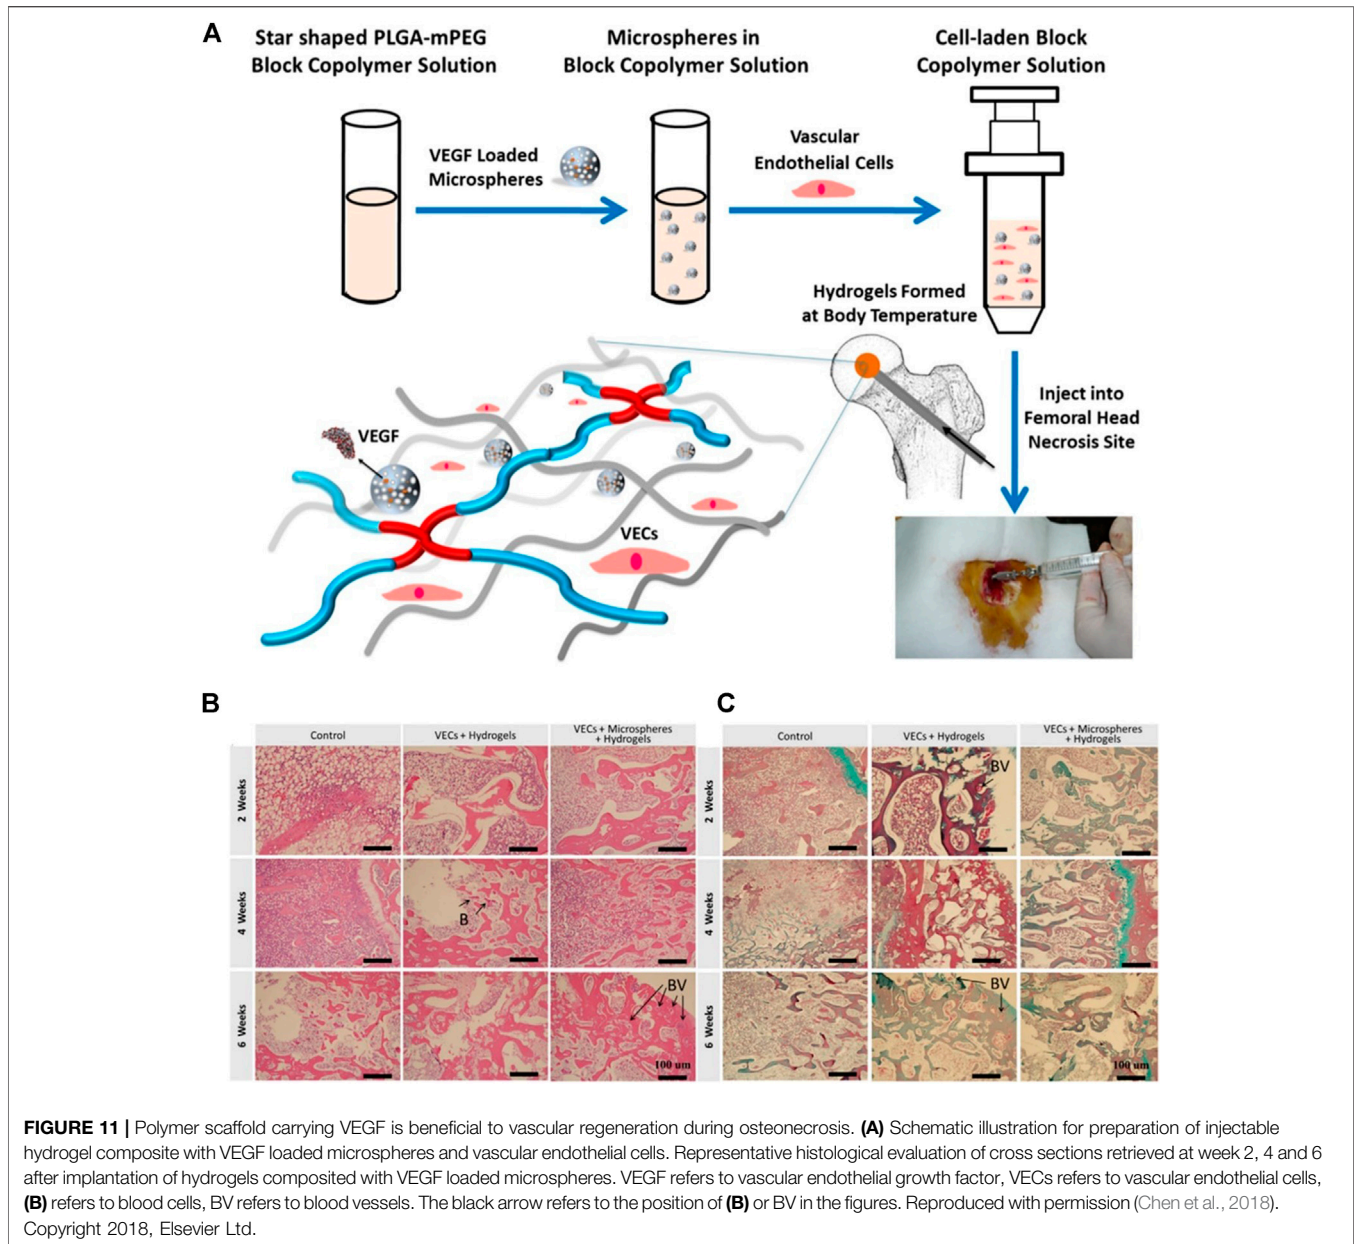 A
Star shaped PLGA-mPEG
Block Copolymer Solution
Microspheres in
Block Copolymer Solution
Cell-laden Block
Copolymer Solution
VEGF Loaded
Microspheres
Vascular
Endothelial Cells
Hydrogels Formed
at Body Temperature
Inject into
Femoral Head
Necrosis Site
VEGF
VECs
B
Control
VECs + Hydrogels
VECs + Microspheres
+ Hydrogels
2 Weeks
4 Weeks
B
6 Weeks
BV
100 um
C
Control
VECs + Hydrogels
VECs + Microspheres
+ Hydrogels
2 Weeks
BV
4 Weeks
6 Weeks
BV
100 um
FIGURE 11 | Polymer scaffold carrying VEGF is beneficial to vascular regeneration during osteonecrosis. (A) Schematic illustration for preparation of injectable
hydrogel composite with VEGF loaded microspheres and vascular endothelial cells. Representative histological evaluation of cross sections retrieved at week 2, 4 and 6
after implantation of hydrogels composited with VEGF loaded microspheres. VEGF refers to vascular endothelial growth factor, VECs refers to vascular endothelial cells,
(B) refers to blood cells, BV refers to blood vessels. The black arrow refers to the position of (B) or BV in the figures. Reproduced with permission (Chen et al., 2018).
Copyright 2018, Elsevier Ltd.